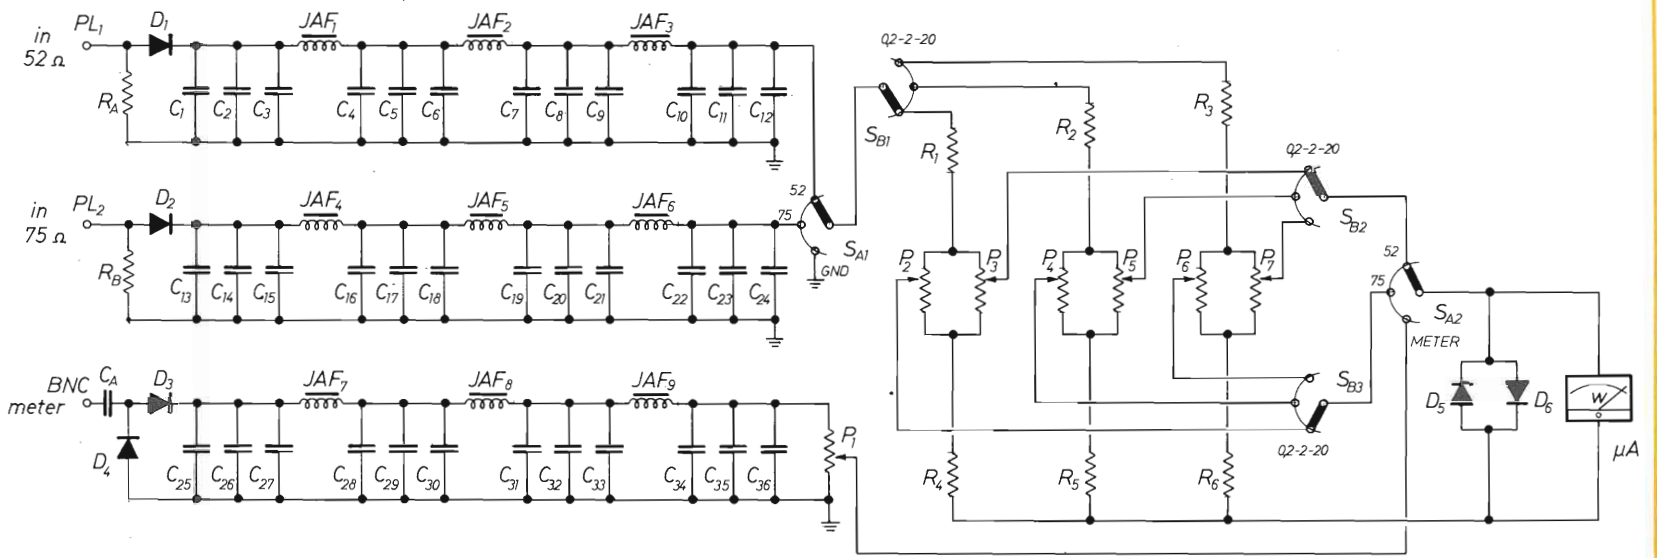 in
52 Ω
PL1
D1
RA
C1
C2
C3
JAF1
C4
C5
C6
JAF2
C7
C8
C9
JAF3
C10
C11
C12
in
75 Ω
PL2
D2
RB
C13
C14
C15
JAF4
C16
C17
C18
JAF5
C19
C20
C21
JAF6
C22
C23
C24
52
75
GND
SA1
BNC
meter
CA
D3
D4
C25
C26
C27
JAF7
C28
C29
C30
JAF8
C31
C32
C33
JAF9
C34
C35
C36
P1
0,2-2-20
SB1
R1
R2
R3
P2
P3
P4
P5
P6
P7
R4
R5
R6
0,2-2-20
SB2
SB3
0,2-2-20
52
75
SA2
METER
D5
D6
W
μA